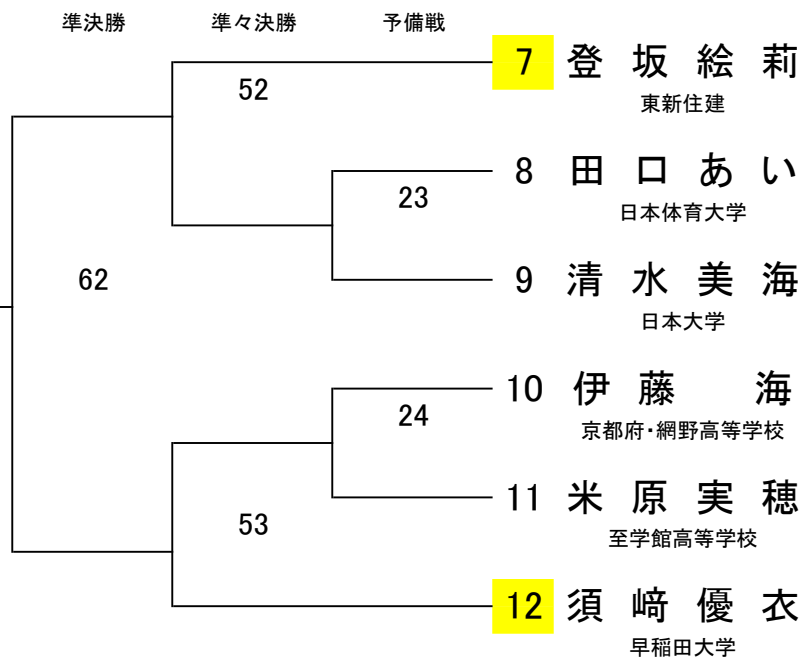 準決勝 準々決勝 予備戦
7 登坂絵莉
52
東新住建
8 田口あい
23
日本体育大学
62
9 清水美海
日本大学
10 伊藤 海
24
京都府・網野高等学校
11 米原実穂
53
至学館高等学校
12 須﨑優衣
早稲田大学